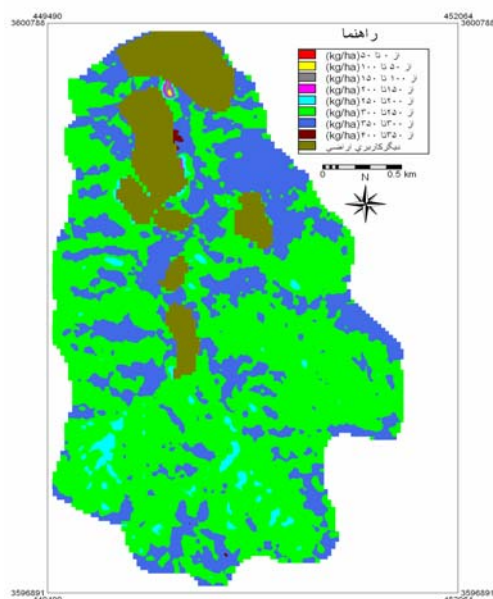 449490
452064
3600788
3600788
راهنما
از ۰ تا ۵۰ (kg/ha)
از ۵۰ تا ۱۰۰ (kg/ha)
از ۱۰۰ تا ۱۵۰ (kg/ha)
از ۱۵۰ تا ۲۰۰ (kg/ha)
از ۲۰۰ تا ۲۵۰ (kg/ha)
از ۲۵۰ تا ۳۰۰ (kg/ha)
از ۳۰۰ تا ۳۵۰ (kg/ha)
از ۳۵۰ تا ۴۰۰ (kg/ha)
دیگر کاربری اراضی
0 0.5 km
3596891
3596891